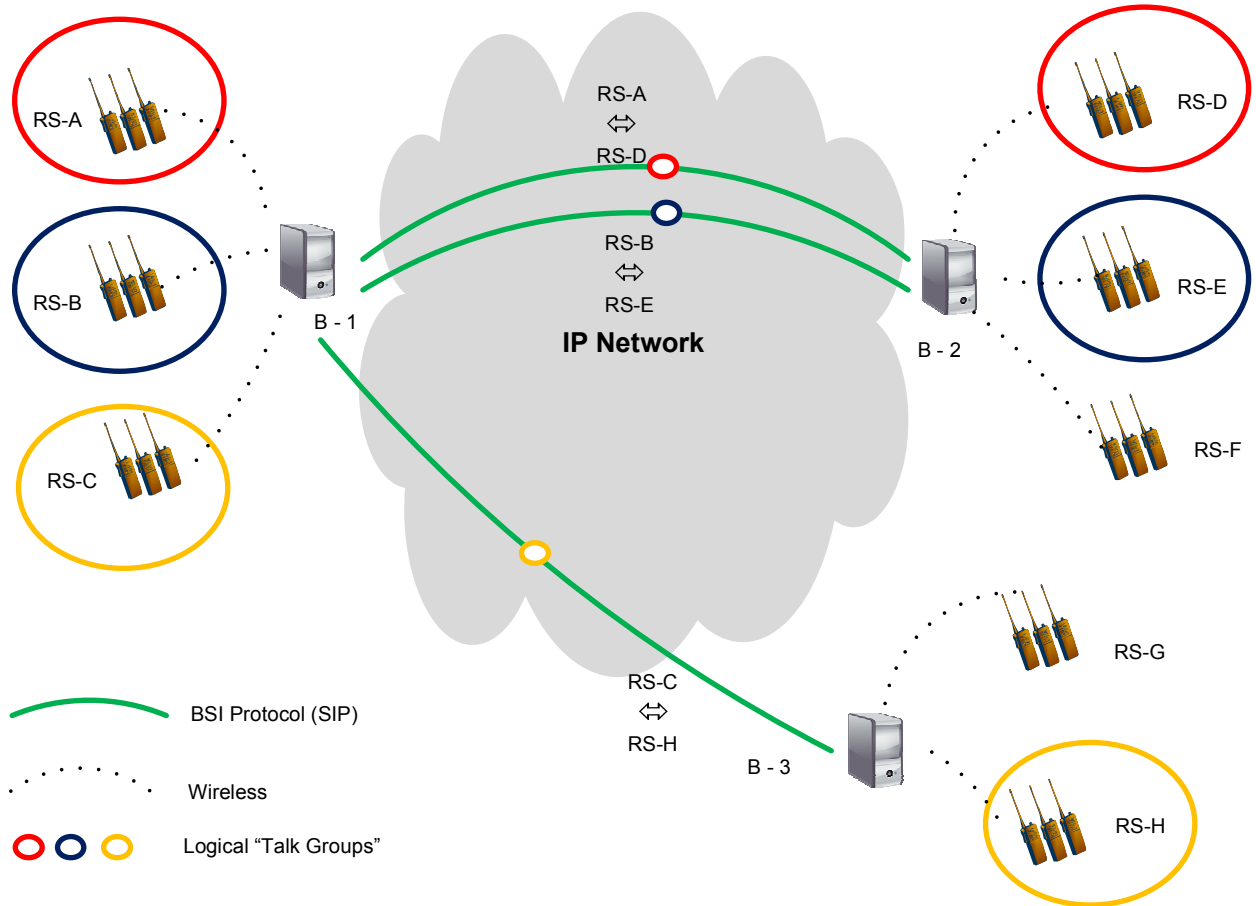 RS-A
RS-B
RS-C
B - 1
RS-A
⇔
RS-D
RS-B
⇔
RS-E
IP Network
RS-D
RS-E
RS-F
B - 2
RS-C
⇔
RS-H
B - 3
RS-G
RS-H
BSI Protocol (SIP)
Wireless
Logical “Talk Groups”